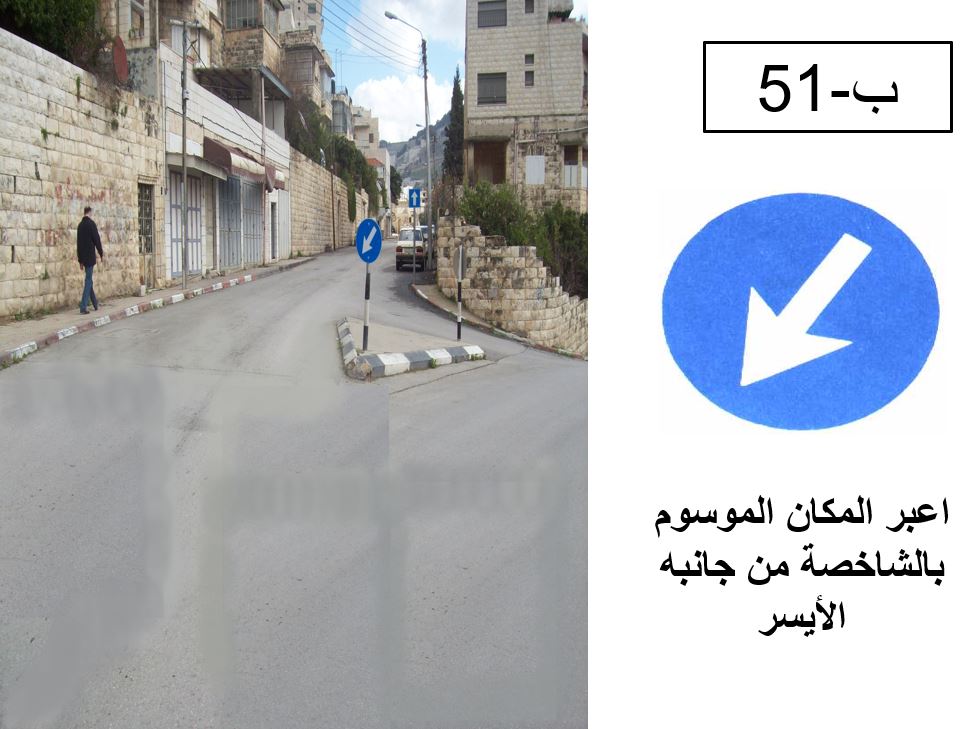 ب-51
اعبر المكان الموسوم
بالشاخصة من جانبه
الأيسر